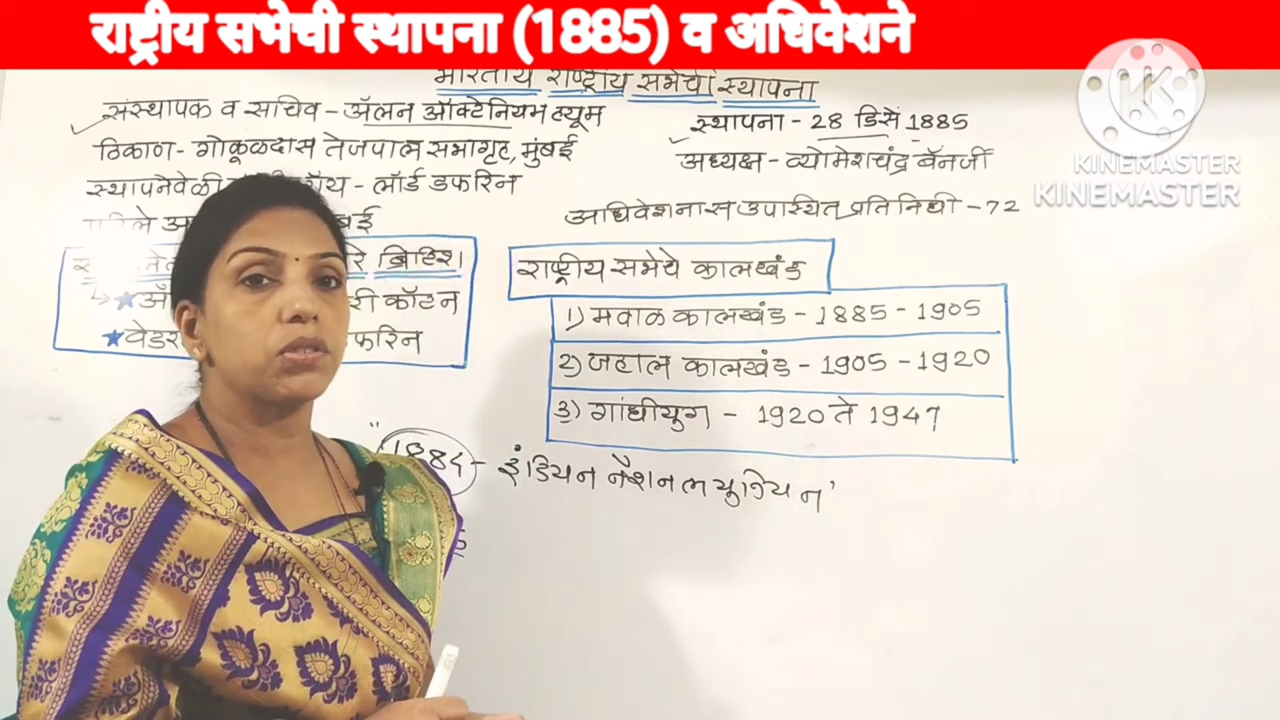 राष्ट्रीय सभेची स्थापना (1885) व अधिवेशने
भारतीय राष्ट्रीय सभेची स्थापना
संस्थापक व सचिव - ॲलन ऑक्टेनियम ह्यूम
स्थापना - 28 डिसें 1885
ठिकाण - गोकूळदास तेजपाल सभागृह, मुंबई
अध्यक्ष - व्योमेशचंद्र बॅनर्जी
स्थापनेवेळी - लॉर्ड डफरिन
अधिवेशनास उपास्थित प्रतिनिधी - 72
ब्रिटिश
राष्ट्रीय सभेचे कालखंड
कॉटन
1) मवाळ कालखंड - 1885 - 1905
2) जहाल कालखंड - 1905 - 1920
3) गांधीयुग - 1920 ते 1947
1884 - इंडियन नॅशनल युनियन'
KINEMASTER
KINEMASTER